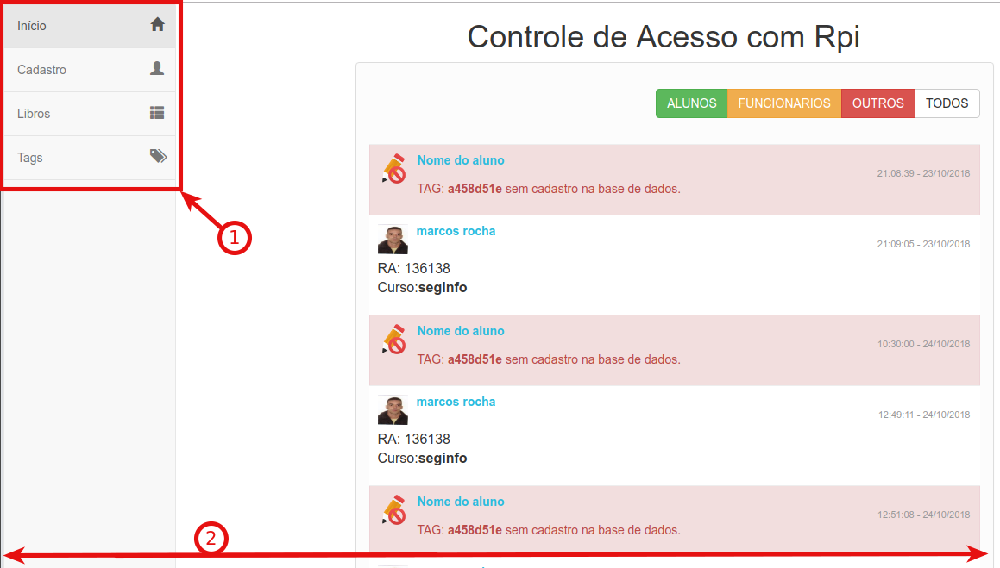 Início
Cadastro
Libros
Tags
1
Controle de Acesso com Rpi
ALUNOS FUNCIONARIOS OUTROS TODOS
Nome do aluno
21:08:39 - 23/10/2018
TAG: a458d51e sem cadastro na base de dados.
marcos rocha
21:09:05 - 23/10/2018
RA: 136138
Curso:seginfo
Nome do aluno
10:30:00 - 24/10/2018
TAG: a458d51e sem cadastro na base de dados.
marcos rocha
12:49:11 - 24/10/2018
RA: 136138
Curso:seginfo
Nome do aluno
12:51:08 - 24/10/2018
TAG: a458d51e sem cadastro na base de dados.
2